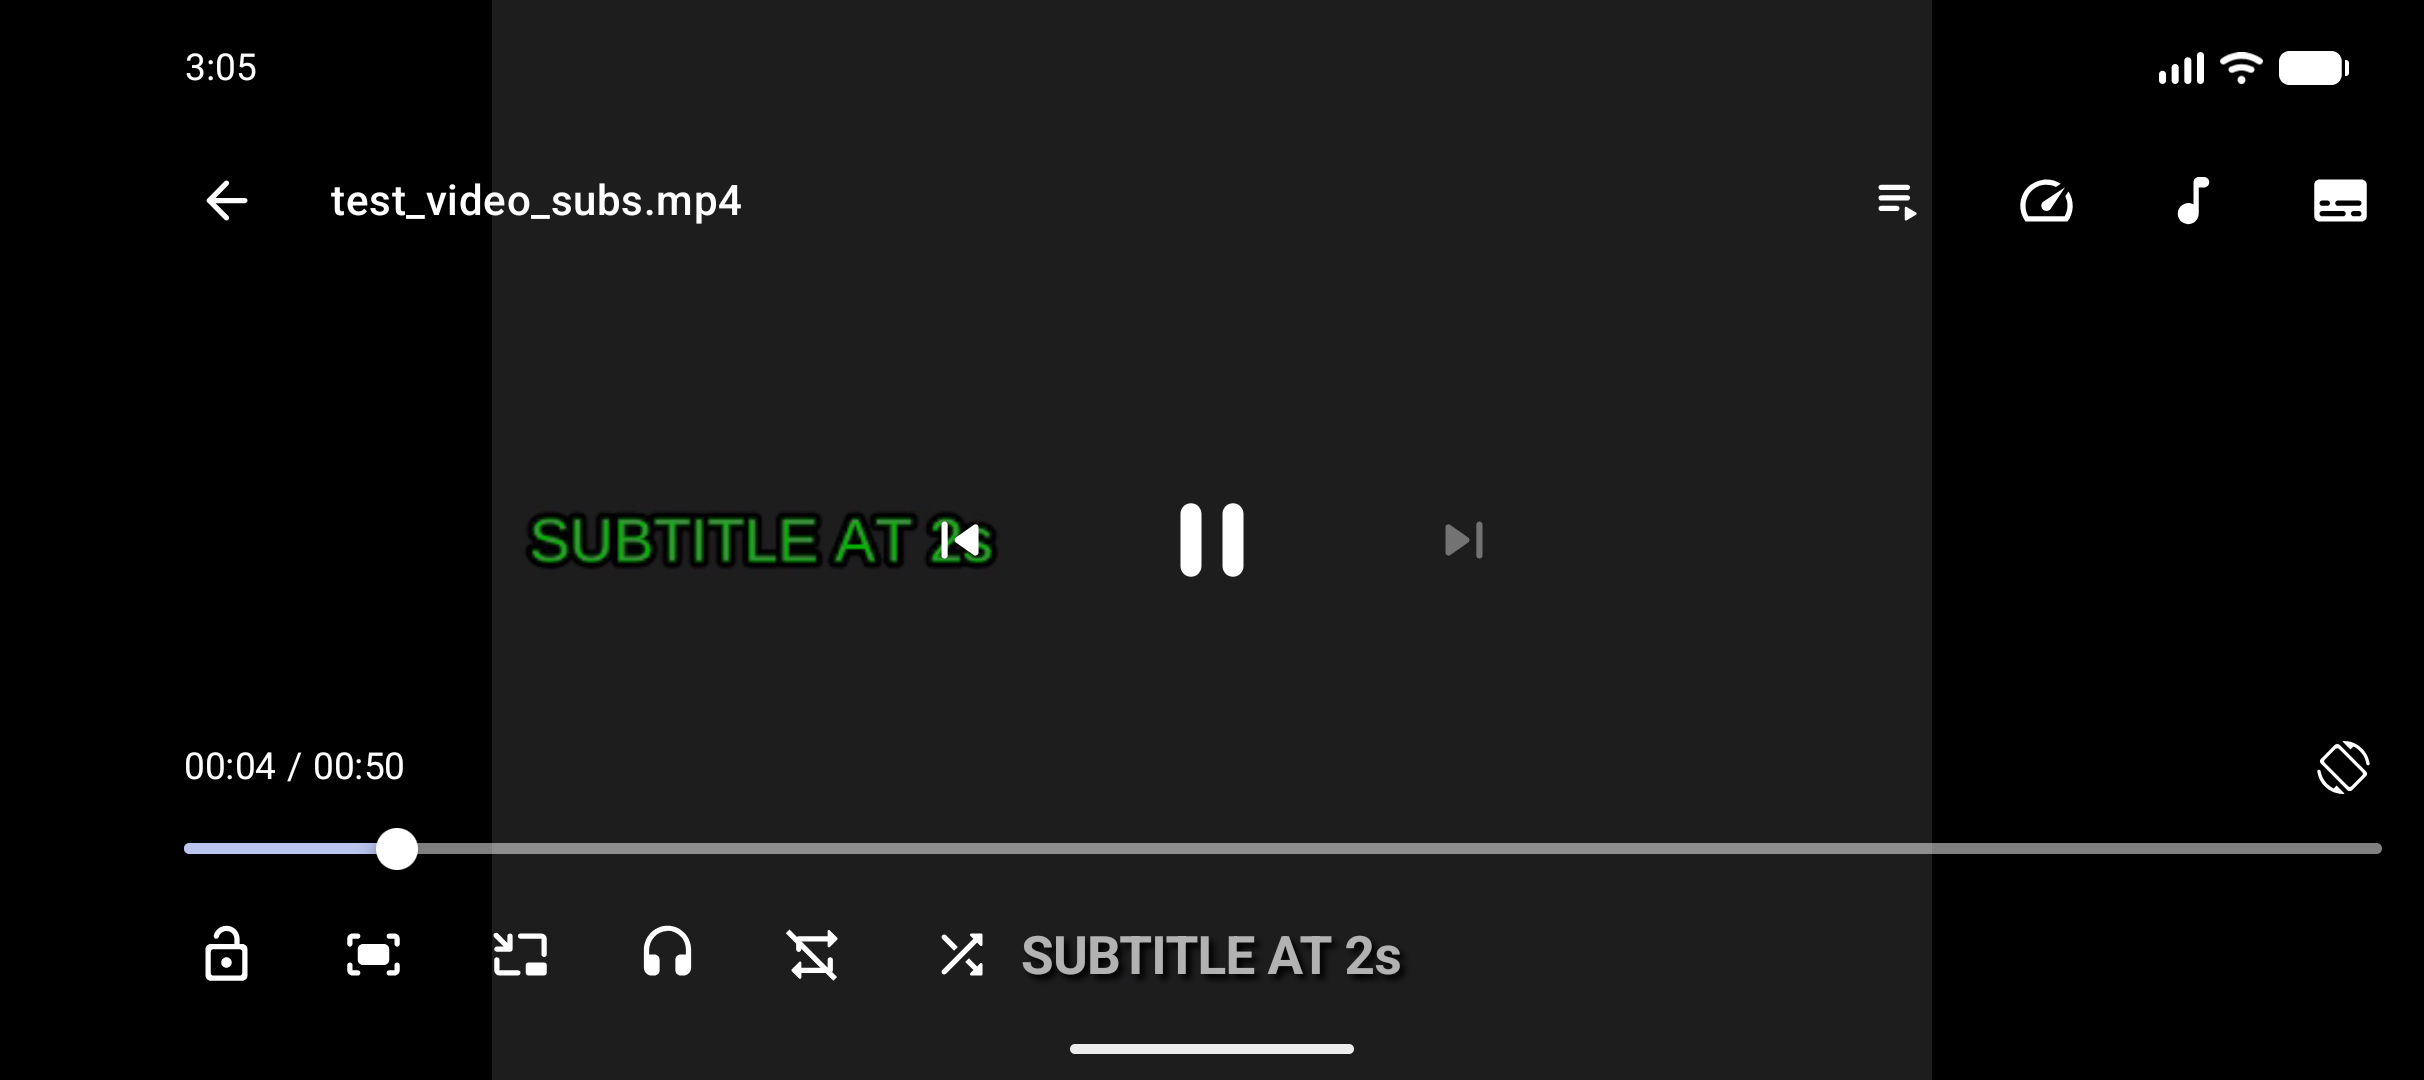 3:05
test_video_subs.mp4
SUBTITLE AT 2s
00:04 / 00:50
SUBTITLE AT 2s